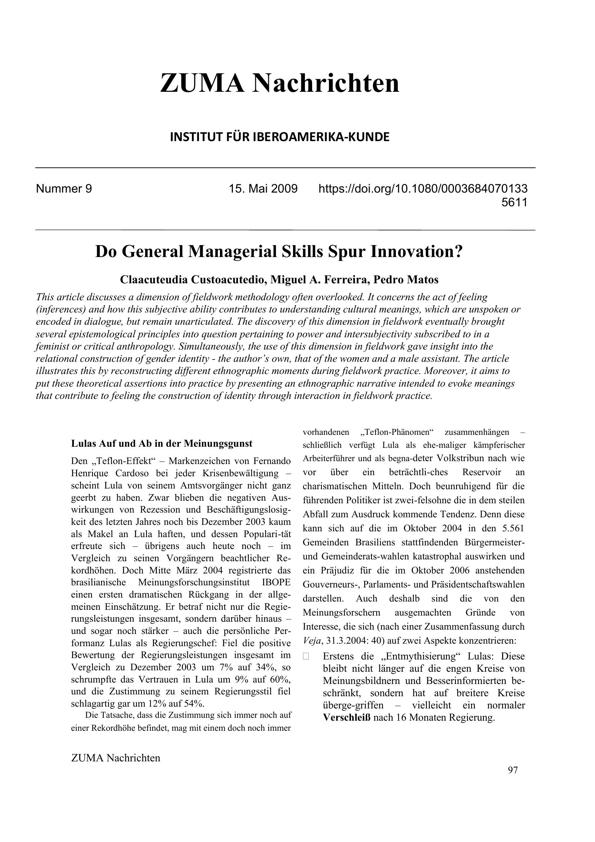 ZUMA Nachrichten
INSTITUT FÜR IBEROAMERIKA-KUNDE
Nummer 9 15. Mai 2009 https://doi.org/10.1080/0003684070133
5611
Do General Managerial Skills Spur Innovation?
Claacuteudia Custoacutedio, Miguel A. Ferreira, Pedro Matos
This article discusses a dimension of fieldwork methodology often overlooked. It concerns the act of feeling
(inferences) and how this subjective ability contributes to understanding cultural meanings, which are unspoken or
encoded in dialogue, but remain unarticulated. The discovery of this dimension in fieldwork eventually brought
several epistemological principles into question pertaining to power and intersubjectivity subscribed to in a
feminist or critical anthropology. Simultaneously, the use of this dimension in fieldwork gave insight into the
relational construction of gender identity - the author’s own, that of the women and a male assistant. The article
illustrates this by reconstructing different ethnographic moments during fieldwork practice. Moreover, it aims to
put these theoretical assertions into practice by presenting an ethnographic narrative intended to evoke meanings
that contribute to feeling the construction of identity through interaction in fieldwork practice.
Lulas Auf und Ab in der Meinungsgunst
Den „Teflon-Effekt“ – Markenzeichen von Fernando
Henrique Cardoso bei jeder Krisenbewältigung –
scheint Lula von seinem Amtsvorgänger nicht ganz
geerbt zu haben. Zwar blieben die negativen Aus-
wirkungen von Rezession und Beschäftigungslosig-
keit des letzten Jahres noch bis Dezember 2003 kaum
als Makel an Lula haften, und dessen Populari-tät
erfreute sich – übrigens auch heute noch – im
Vergleich zu seinen Vorgängern beachtlicher Re-
kordhöhen. Doch Mitte März 2004 registrierte das
brasilianische Meinungsforschungsinstitut IBOPE
einen ersten dramatischen Rückgang in der allge-
meinen Einschätzung. Er betraf nicht nur die Regie-
rungsleistungen insgesamt, sondern darüber hinaus –
und sogar noch stärker – auch die persönliche Per-
formanz Lulas als Regierungschef: Fiel die positive
Bewertung der Regierungsleistungen insgesamt im
Vergleich zu Dezember 2003 um 7% auf 34%, so
schrumpfte das Vertrauen in Lula um 9% auf 60%,
und die Zustimmung zu seinem Regierungsstil fiel
schlagartig gar um 12% auf 54%.
Die Tatsache, dass die Zustimmung sich immer noch auf
einer Rekordhöhe befindet, mag mit einem doch noch immer
vorhandenen „Teflon-Phänomen“ zusammenhängen –
schließlich verfügt Lula als ehe-maliger kämpferischer
Arbeiterführer und als begna-deter Volkstribun nach wie
vor über ein beträchtli-ches Reservoir an
charismatischen Mitteln. Doch beunruhigend für die
führenden Politiker ist zwei-felsohne die in dem steilen
Abfall zum Ausdruck kommende Tendenz. Denn diese
kann sich auf die im Oktober 2004 in den 5.561
Gemeinden Brasiliens stattfindenden Bürgermeister-
und Gemeinderats-wahlen katastrophal auswirken und
ein Präjudiz für die im Oktober 2006 anstehenden
Gouverneurs-, Parlaments- und Präsidentschaftswahlen
darstellen. Auch deshalb sind die von den
Meinungsforschern ausgemachten Gründe von
Interesse, die sich (nach einer Zusammenfassung durch
Veja, 31.3.2004: 40) auf zwei Aspekte konzentrieren:
Erstens die „Entmythisierung“ Lulas: Diese
bleibt nicht länger auf die engen Kreise von
Meinungsbildnern und Besserinformierten be-
schränkt, sondern hat auf breitere Kreise
überge-griffen – vielleicht ein normaler
Verschleiß nach 16 Monaten Regierung.
ZUMA Nachrichten
97